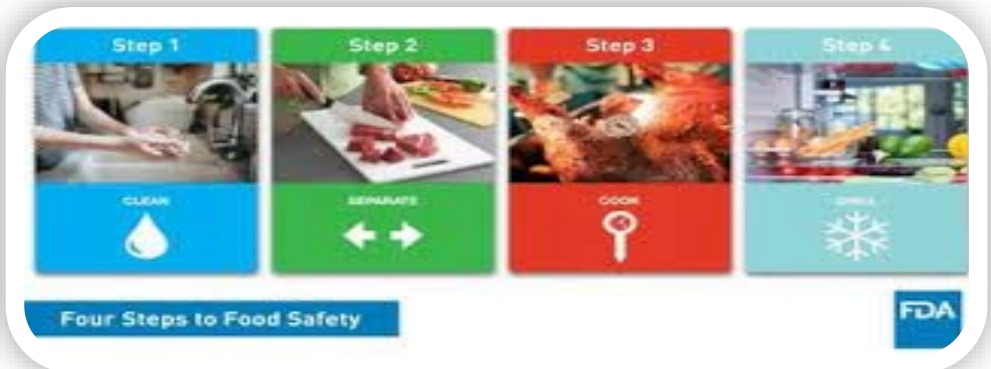 Step 1
Step 2
Step 3
Step 4
CLEAN
SEPARATE
COOK
CHILL
Four Steps to Food Safety
FDA